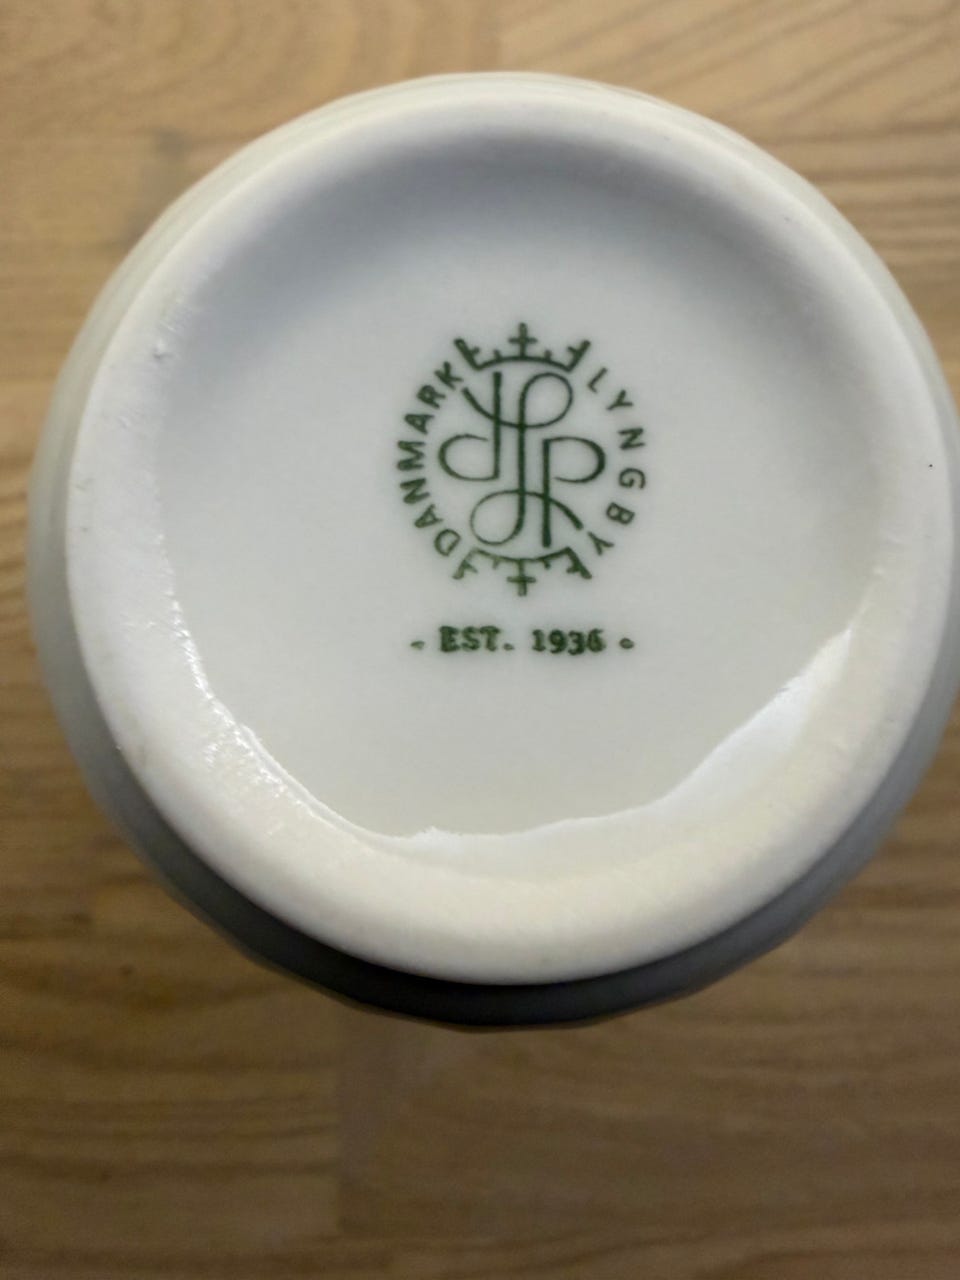 DANMARK
LYNGBY
- EST. 1936 -